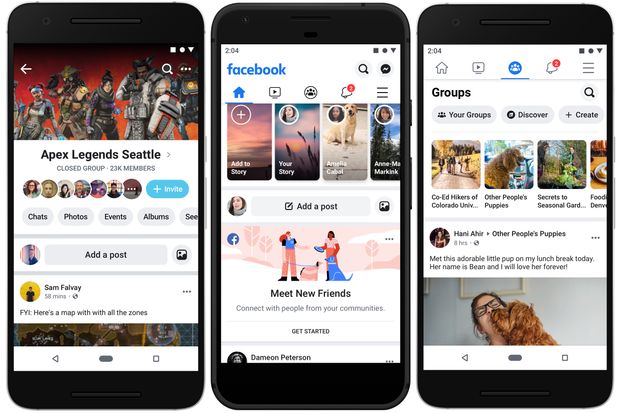 Apex Legends Seattle
CLOSED GROUP · 23K MEMBERS
+ Invite
Chats
Photos
Events
Albums
See
Add a post
Sam Falvay
58 mins ·
FYI: Here's a map with with all the zones
2:04
facebook
2
Add to
Story
Your
Story
Amelia
Cabal
Anne-Ma
Markink
Add a post
Meet New Friends
Connect with people from your communities.
GET STARTED
Dameon Peterson
2:04
2
Groups
Your Groups
Discover
+ Create
Co-Ed Hikers of
Colorado Univ...
Other People's
Puppies
Secrets to
Seasonal Gard...
Foodi
Denve
Hani Ahir ▸ Other People's Puppies
8 hrs ·
Met this adorable little pup on my lunch break today.
Her name is Bean and I will love her forever!